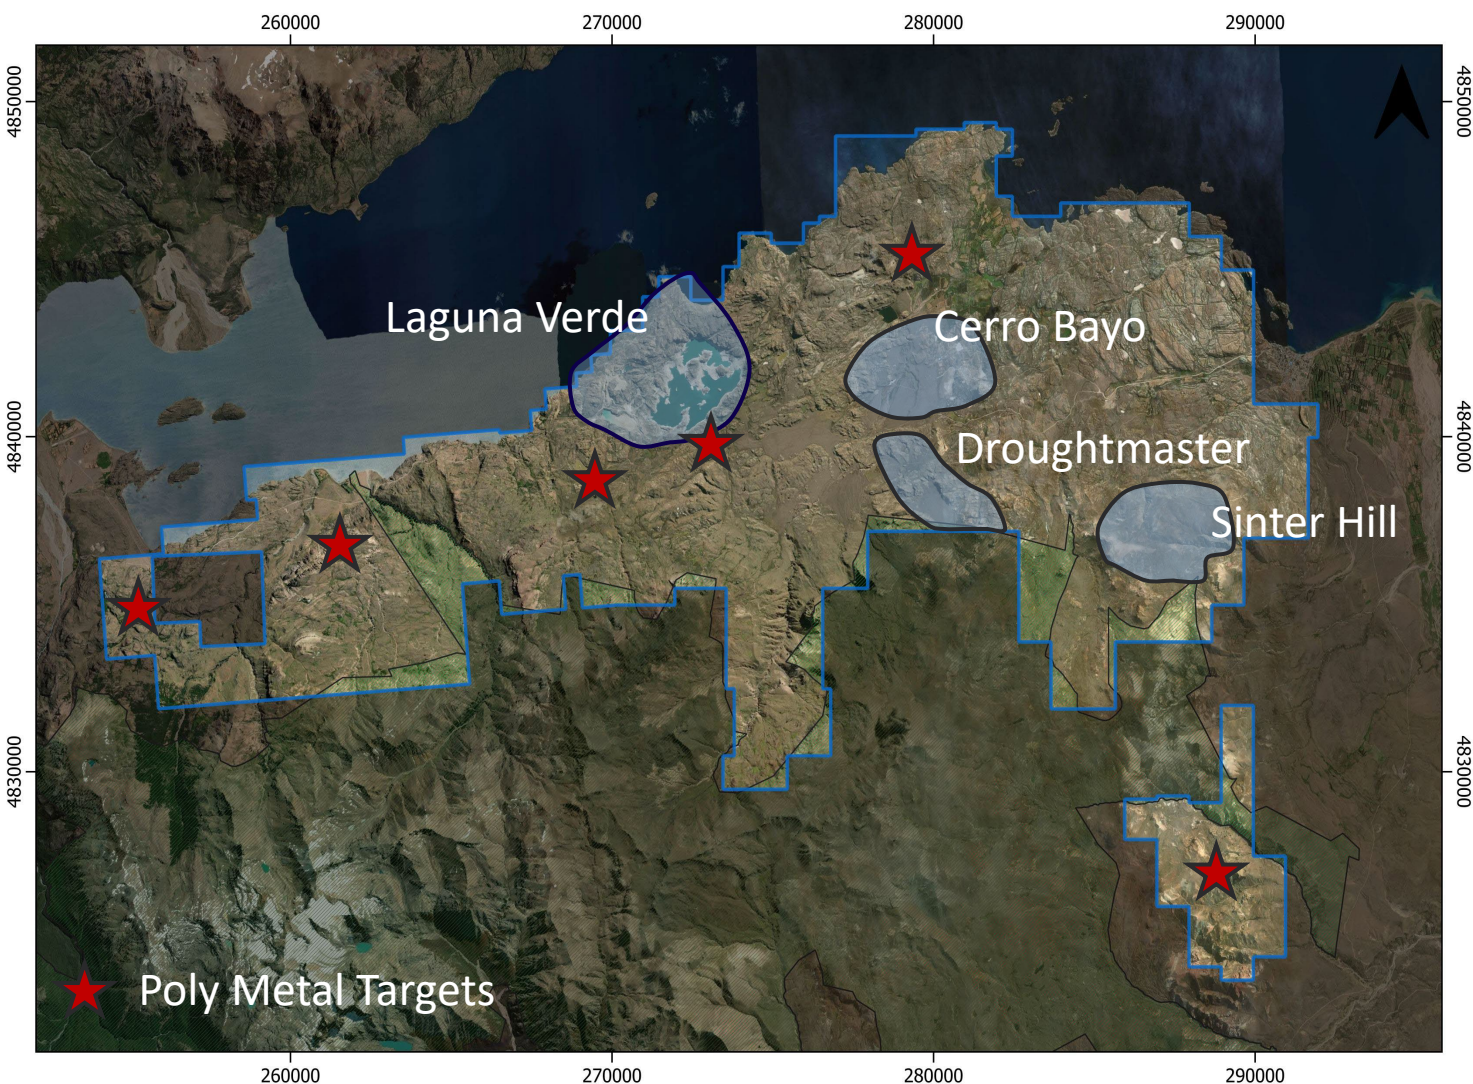 260000 270000 280000 290000
4850000 4850000
Laguna Verde
Cerro Bayo
4840000 4840000
Droughtmaster
Sinter Hill
4830000 4830000
Poly Metal Targets
260000 270000 280000 290000